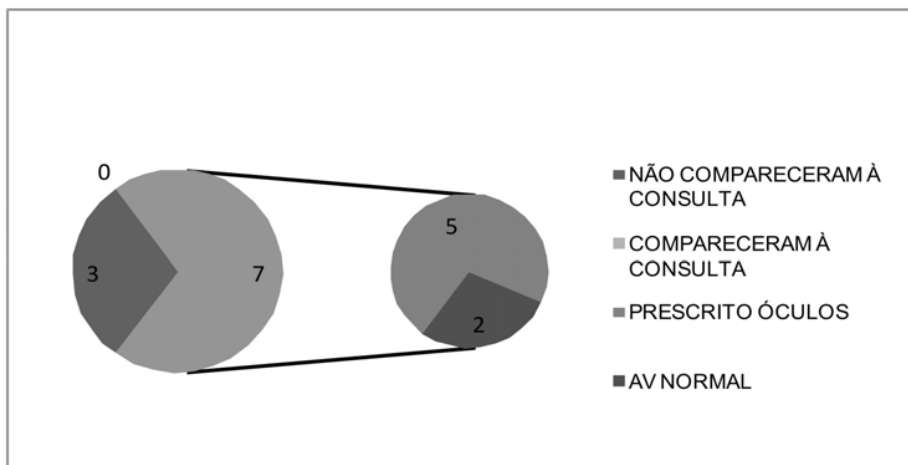 0
3
7
5
2
NÃO COMPARECERAM À
CONSULTA
COMPARECERAM À
CONSULTA
PRESCRITO ÓCULOS
AV NORMAL